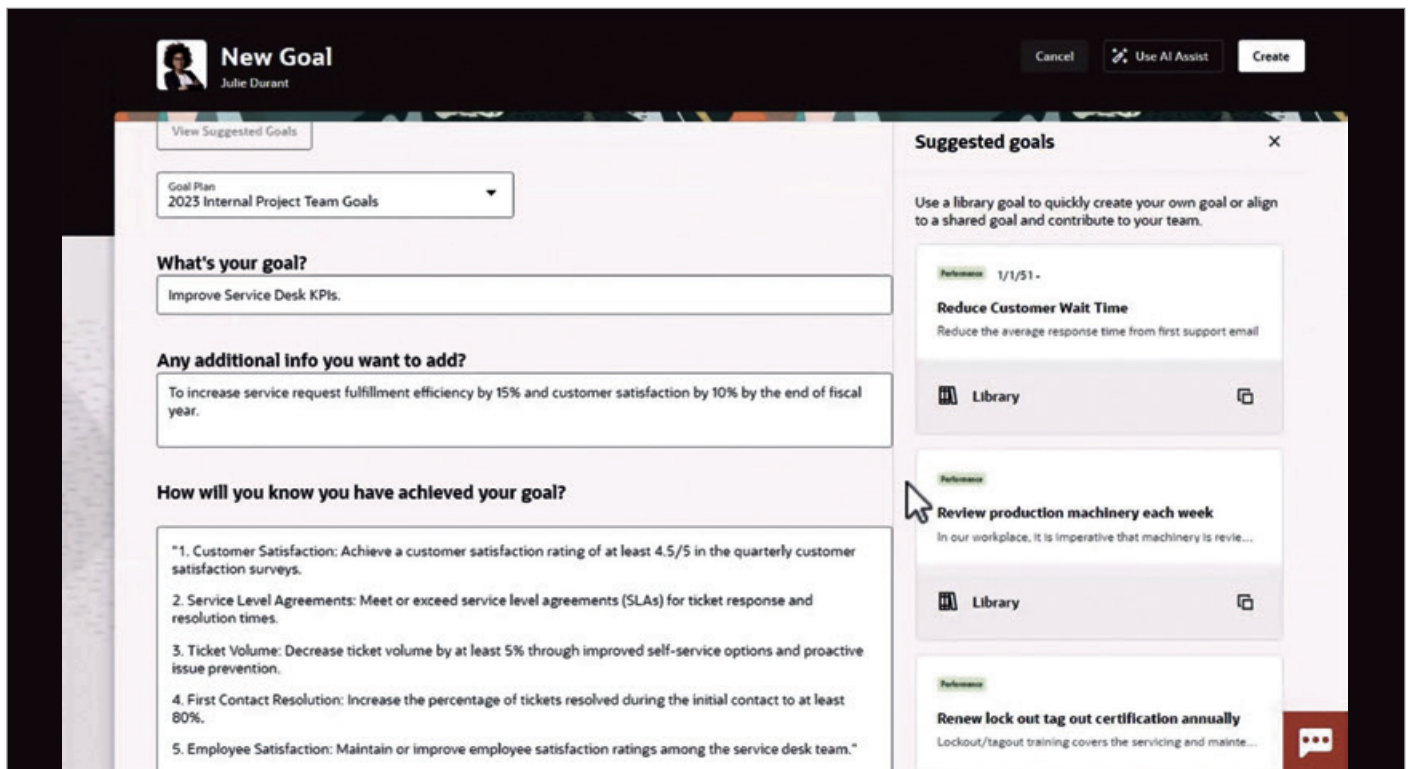 New Goal
Julie Durant
Cancel
Use AI Assist
Create
View Suggested Goals
Goal Plan
2023 Internal Project Team Goals
What's your goal?
Improve Service Desk KPIs.
Any additional info you want to add?
To increase service request fulfillment efficiency by 15% and customer satisfaction by 10% by the end of fiscal
year.
How will you know you have achieved your goal?
"1. Customer Satisfaction: Achieve a customer satisfaction rating of at least 4.5/5 in the quarterly customer
satisfaction surveys.
2. Service Level Agreements: Meet or exceed service level agreements (SLAs) for ticket response and
resolution times.
3. Ticket Volume: Decrease ticket volume by at least 5% through improved self-service options and proactive
issue prevention.
4. First Contact Resolution: Increase the percentage of tickets resolved during the initial contact to at least
80%.
5. Employee Satisfaction: Maintain or improve employee satisfaction ratings among the service desk team."
Suggested goals
Use a library goal to quickly create your own goal or align
to a shared goal and contribute to your team.
Performance 1/1/51 -
Reduce Customer Wait Time
Reduce the average response time from first support email
Library
Performance
Review production machinery each week
In our workplace, it is imperative that machinery is revie...
Library
Performance
Renew lock out tag out certification annually
Lockout/tagout training covers the servicing and mainte...